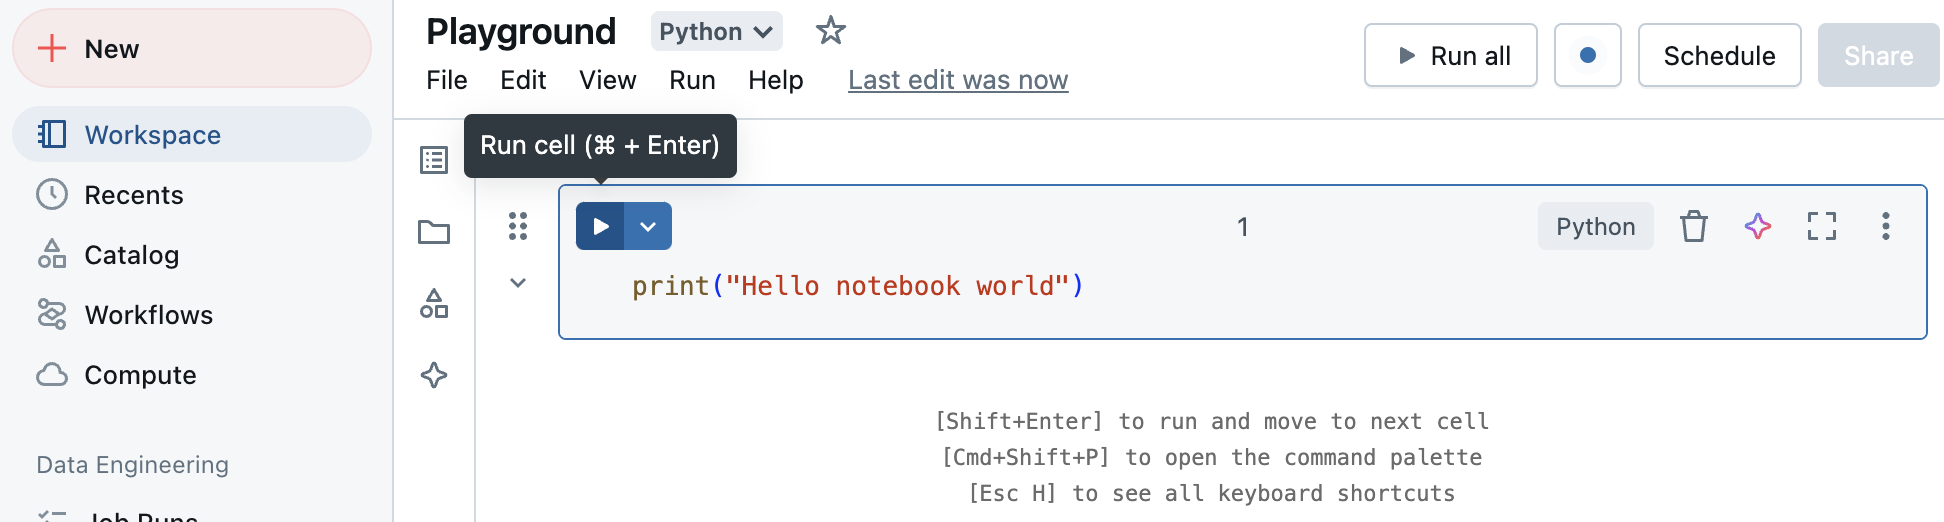 New
Workspace
Recents
Catalog
Workflows
Compute
Data Engineering
Job Runs
Playground
Python
File Edit View Run Help Last edit was now
Run all
Schedule
Share
Run cell (⌘ + Enter)
1
Python
print("Hello notebook world")
[Shift+Enter] to run and move to next cell
[Cmd+Shift+P] to open the command palette
[Esc H] to see all keyboard shortcuts